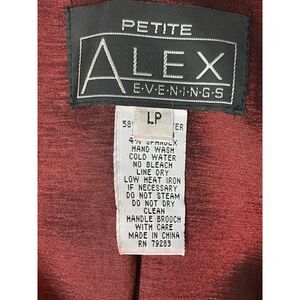 PETITE
ALEX
E·V·E·N·I·N·G·S
LP
58
ER
4% SPANDEX
HAND WASH
COLD WATER
NO BLEACH
LINE DRY
LOW HEAT IRON
IF NECESSARY
DO NOT STEAM
DO NOT DRY
CLEAN
HANDLE BROOCH
WITH CARE
MADE IN CHINA
RN 79283